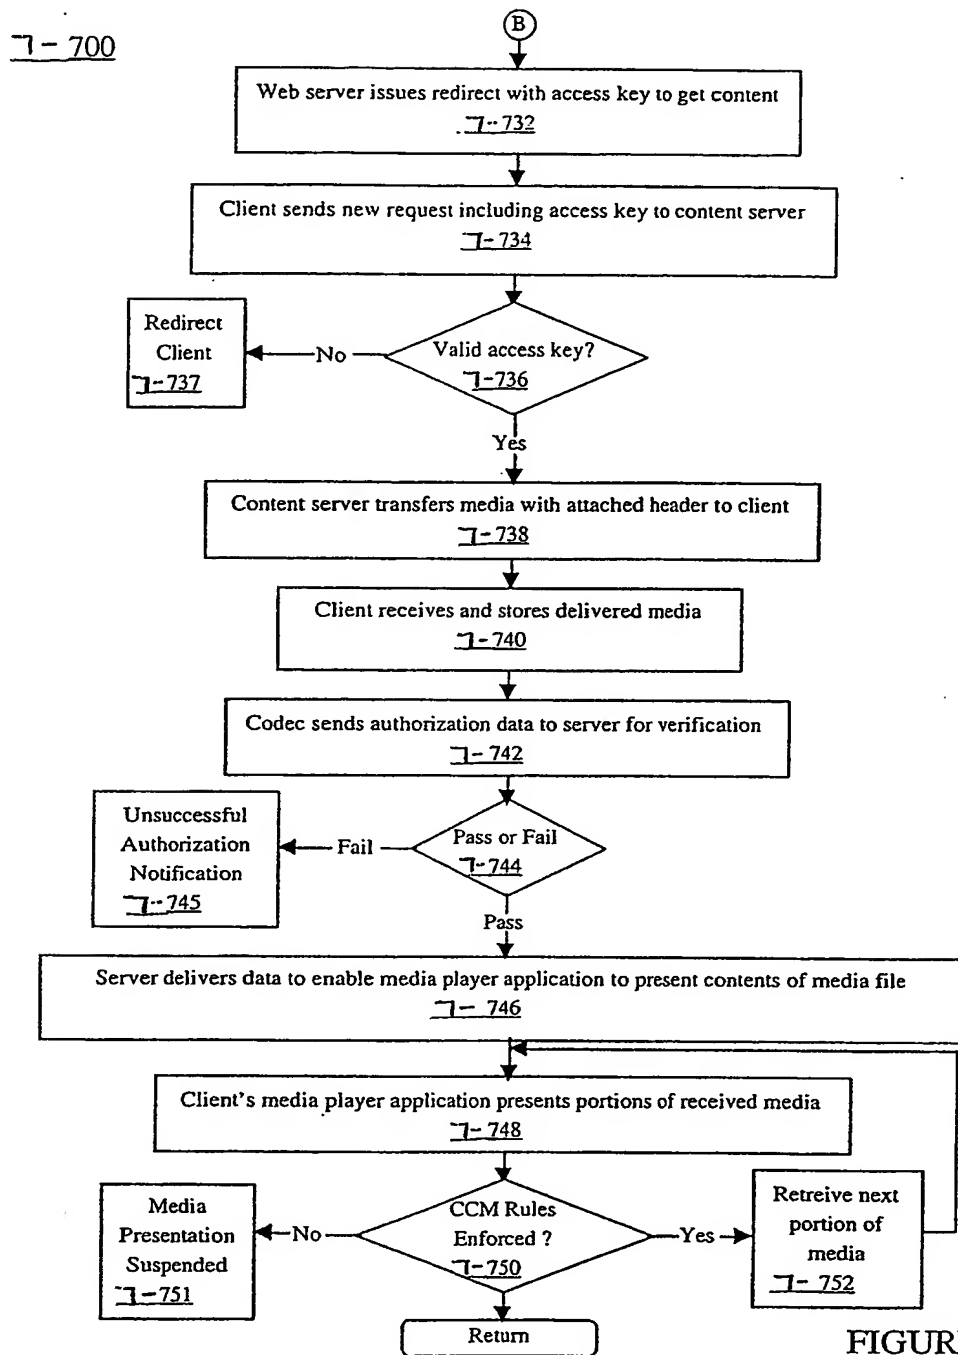 7-700
B
Web server issues redirect with access key to get content
7-732
Client sends new request including access key to content server
7-734
Redirect
Client
7-737
No
Valid access key?
7-736
Yes
Content server transfers media with attached header to client
7-738
Client receives and stores delivered media
7-740
Codec sends authorization data to server for verification
7-742
Unsuccessful
Authorization
Notification
7-745
Fail
Pass or Fail
7-744
Pass
Server delivers data to enable media player application to present contents of media file
7-746
Client's media player application presents portions of received media
7-748
Media
Presentation
Suspended
7-751
No
CCM Rules
Enforced ?
7-750
Yes
Retreive next
portion of
media
7-752
Return
FIGUR